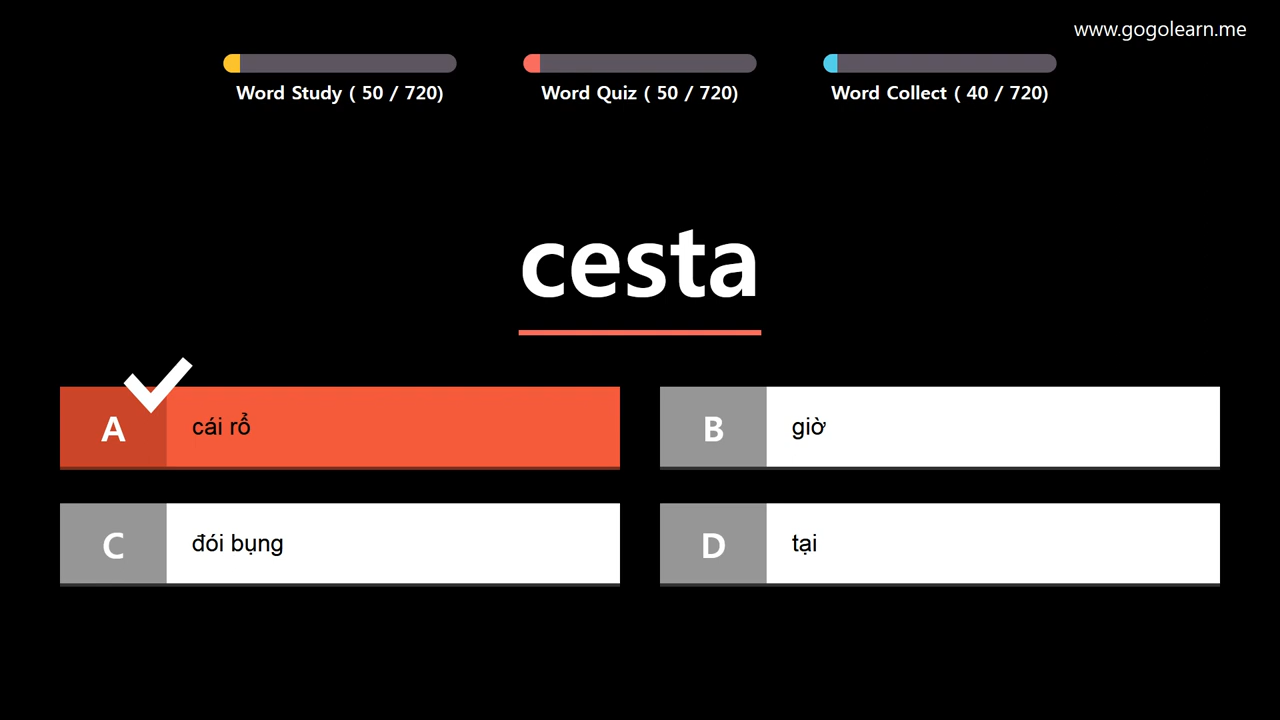 www.gogolearn.me
Word Study ( 50 / 720)
Word Quiz ( 50 / 720)
Word Collect ( 40 / 720)
cesta
A cái rổ
B giờ
C đói bụng
D tại